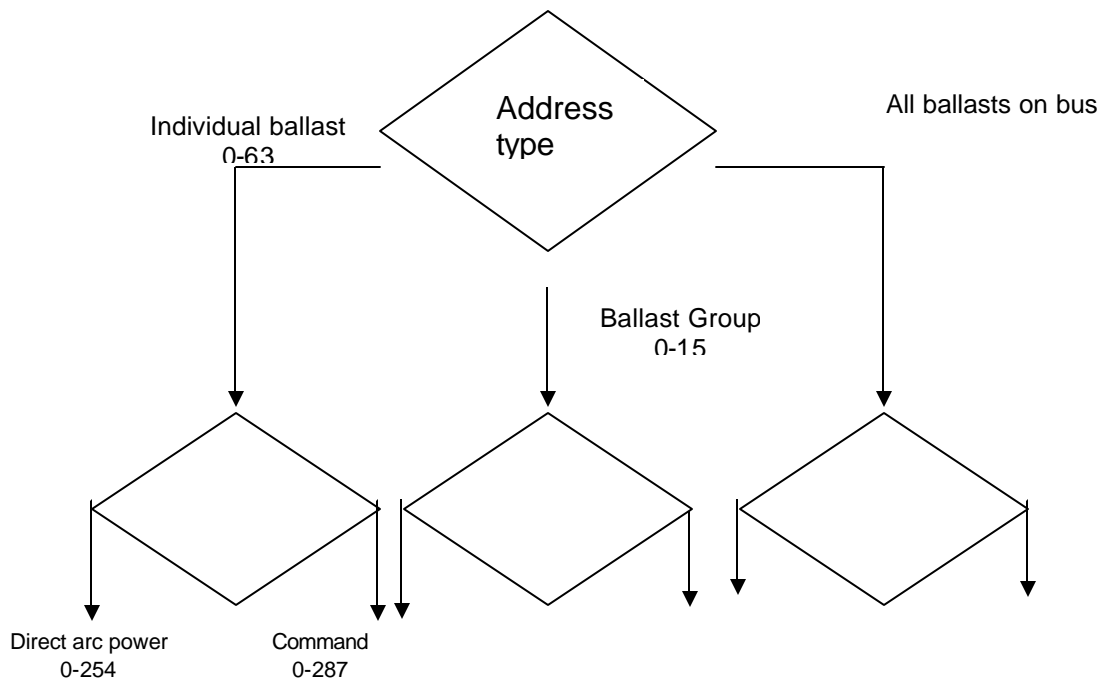 Address
type
Individual ballast
0-63
All ballasts on bus
Ballast Group
0-15
Direct arc power
0-254
Command
0-287